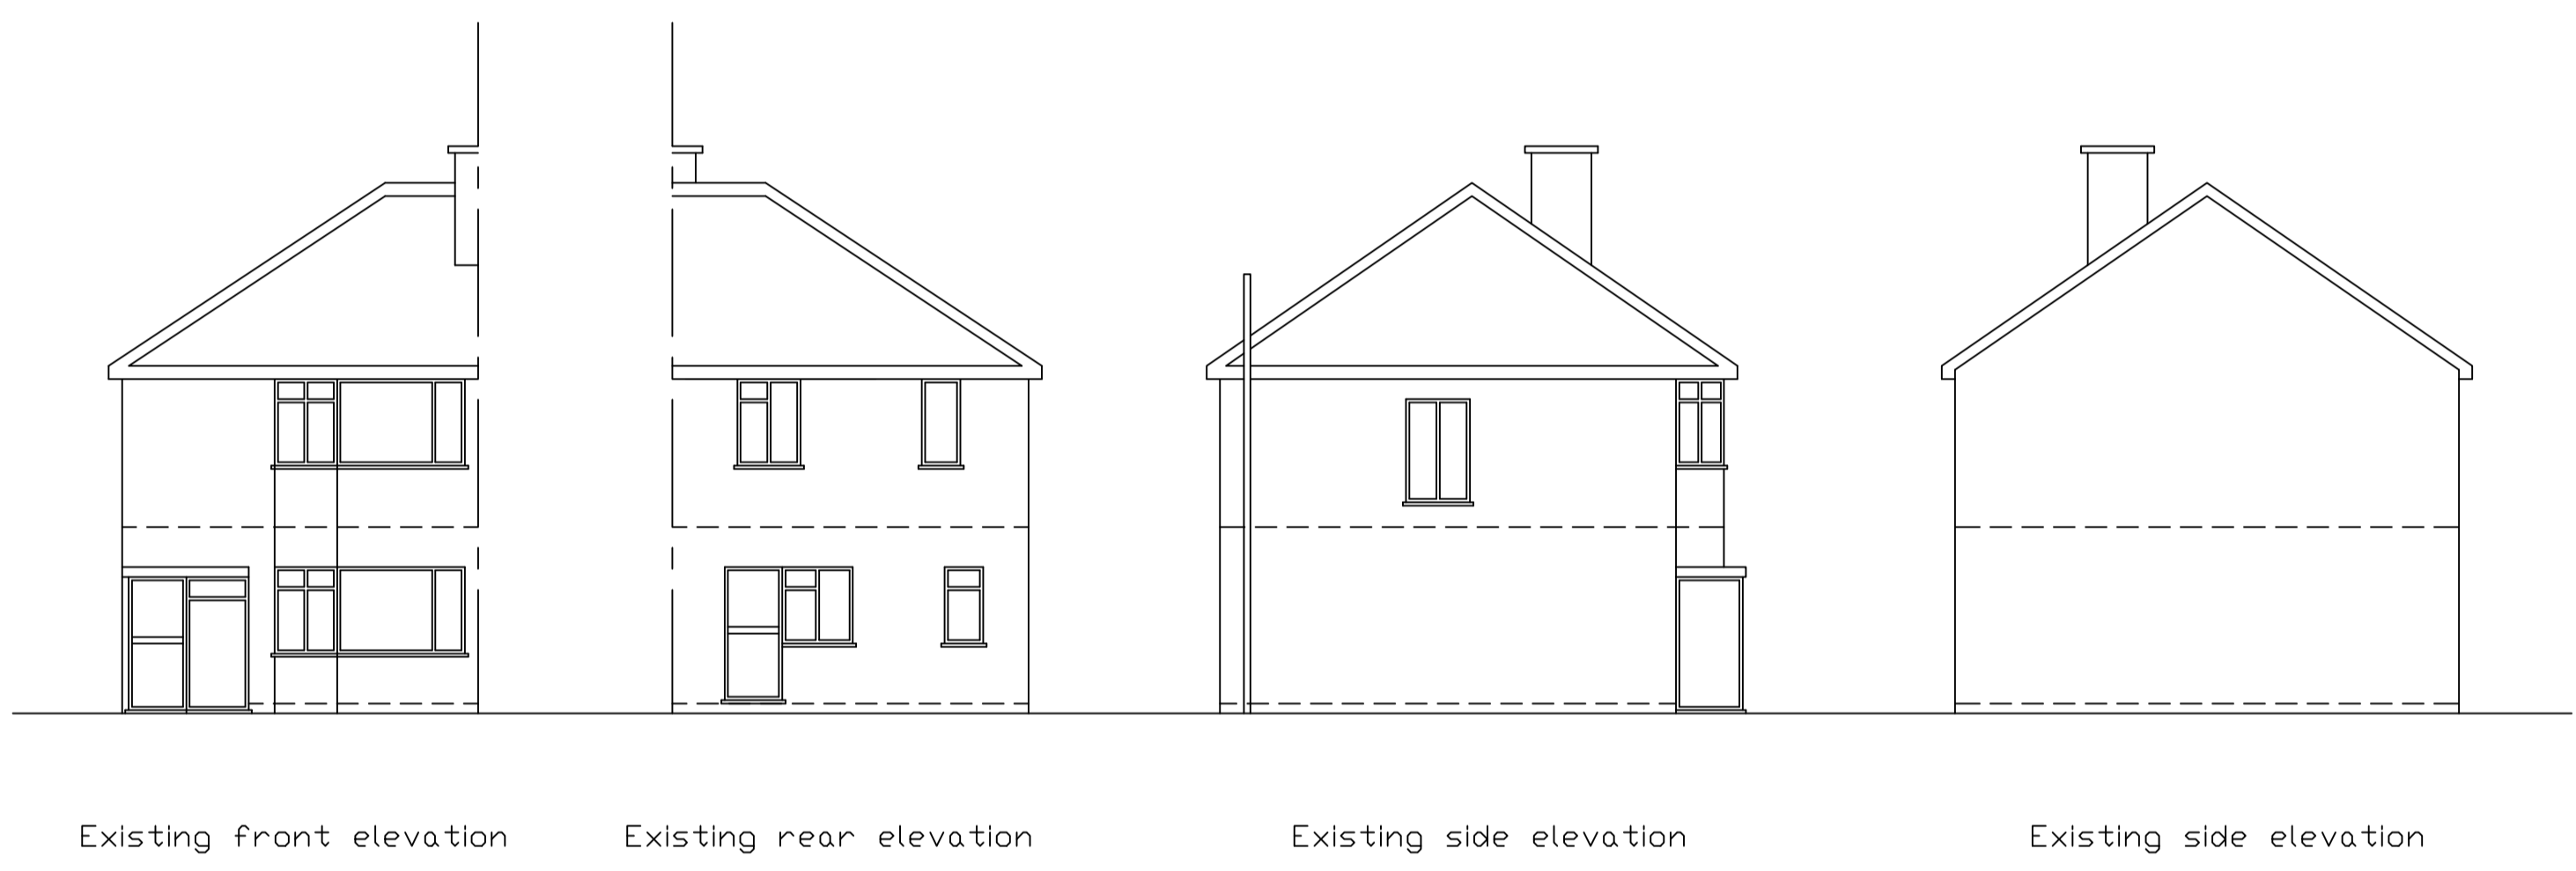 Existing front elevation
Existing rear elevation
Existing side elevation
Existing side elevation